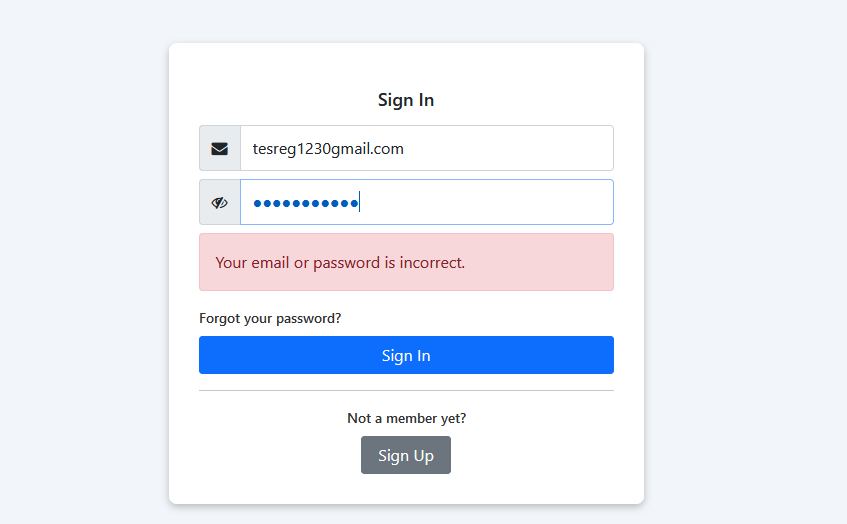 Sign In
tesreg1230gmail.com
●●●●●●●●●●●
Your email or password is incorrect.
Forgot your password?
Sign In
Not a member yet?
Sign Up